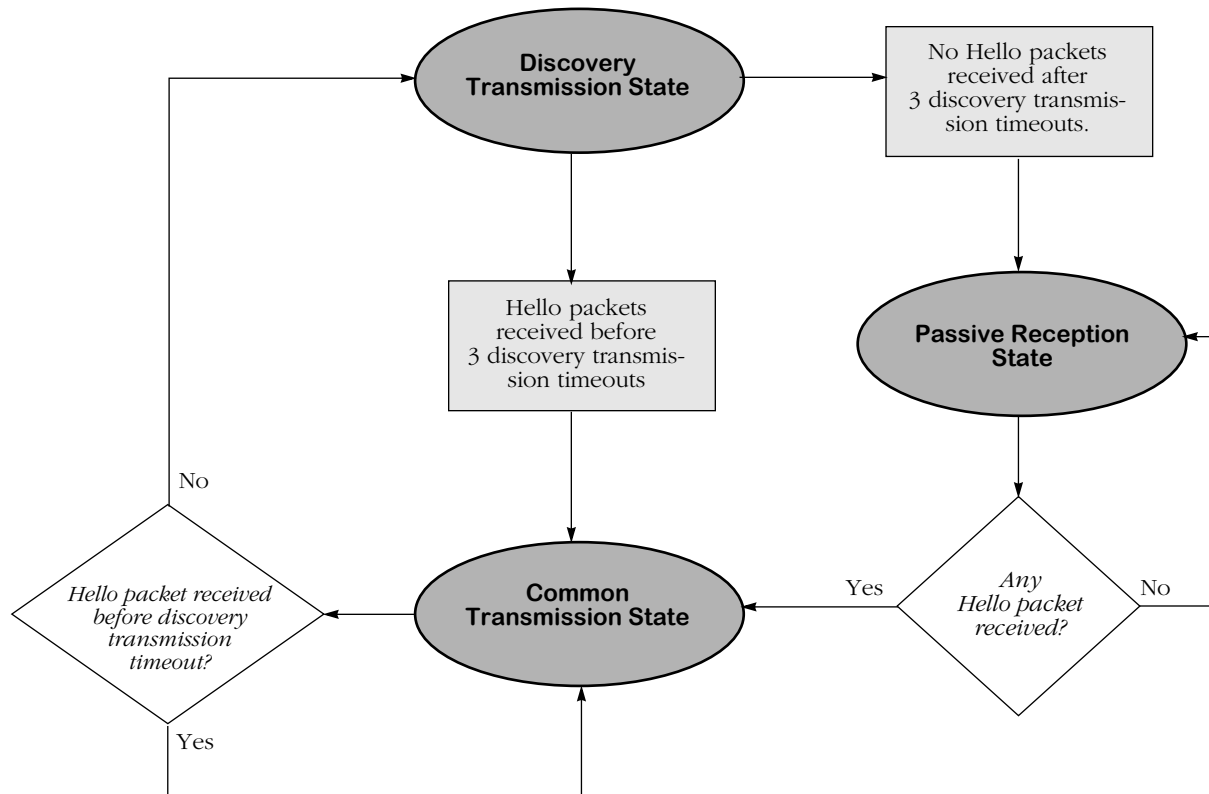 Discovery
Transmission State
No Hello packets
received after
3 discovery transmis-
sion timeouts.
Hello packets
received before
3 discovery transmis-
sion timeouts
Passive Reception
State
No
Hello packet received
before discovery
transmission
timeout?
Yes
Common
Transmission State
Yes
Any
Hello packet
received?
No